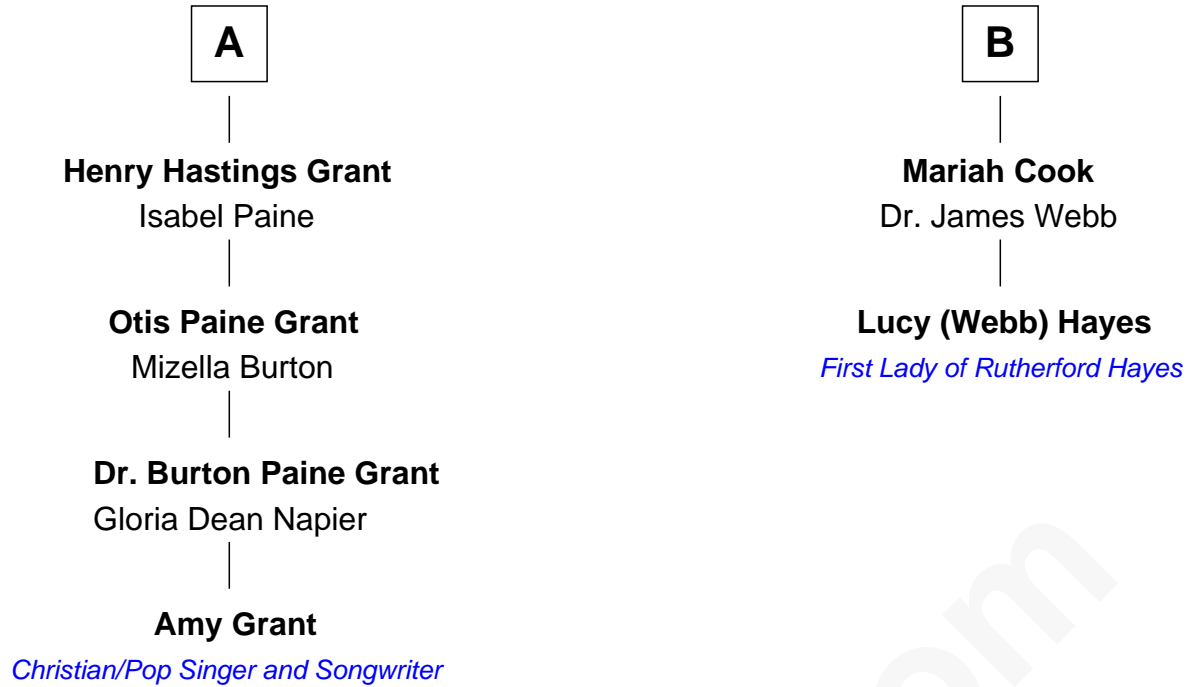 A
Henry Hastings Grant
Isabel Paine
Otis Paine Grant
Mizella Burton
Dr. Burton Paine Grant
Gloria Dean Napier
Amy Grant
Christian/Pop Singer and Songwriter
B
Mariah Cook
Dr. James Webb
Lucy (Webb) Hayes
First Lady of Rutherford Hayes
om